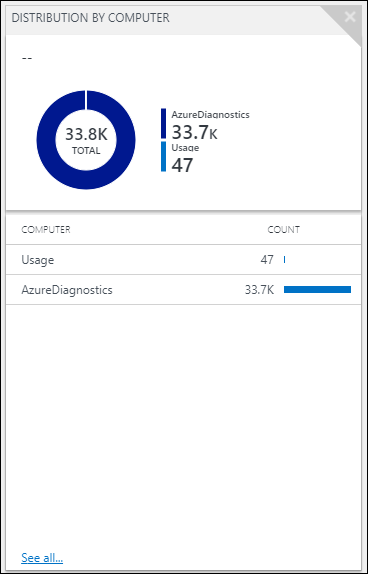 DISTRIBUTION BY COMPUTER
--
33.8K
TOTAL
AzureDiagnostics
33.7K
Usage
47
COMPUTER COUNT
Usage 47
AzureDiagnostics 33.7K
See all...